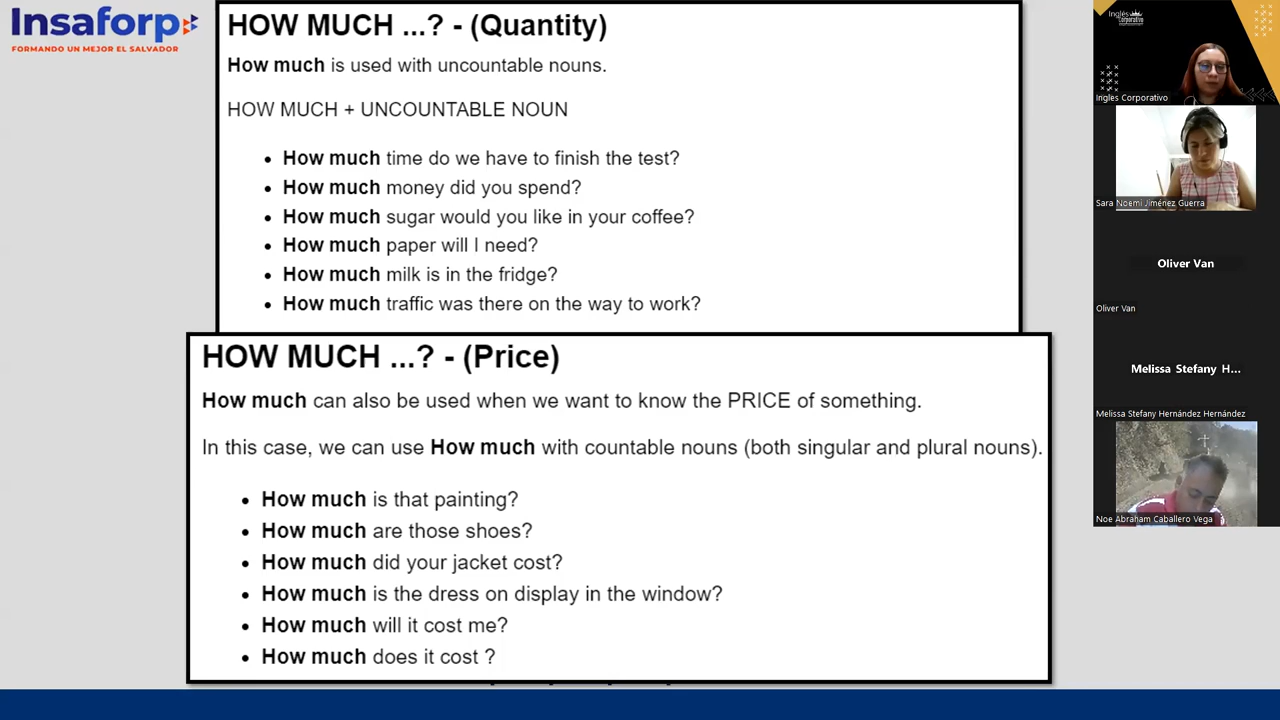 Insaforp
FORMANDO UN MEJOR EL SALVADOR
HOW MUCH ...? - (Quantity)
How much is used with uncountable nouns.
HOW MUCH + UNCOUNTABLE NOUN
• How much time do we have to finish the test?
• How much money did you spend?
• How much sugar would you like in your coffee?
• How much paper will I need?
• How much milk is in the fridge?
• How much traffic was there on the way to work?
HOW MUCH ...? - (Price)
How much can also be used when we want to know the PRICE of something.
In this case, we can use How much with countable nouns (both singular and plural nouns).
• How much is that painting?
• How much are those shoes?
• How much did your jacket cost?
• How much is the dress on display in the window?
• How much will it cost me?
• How much does it cost ?
Inglés
Corporativo
Ingles Corporativo
Sara Noemi Jiménez Guerra
Oliver Van
Oliver Van
Melissa Stefany H...
Melissa Stefany Hernández Hernández
Noe Abraham Caballero Vega